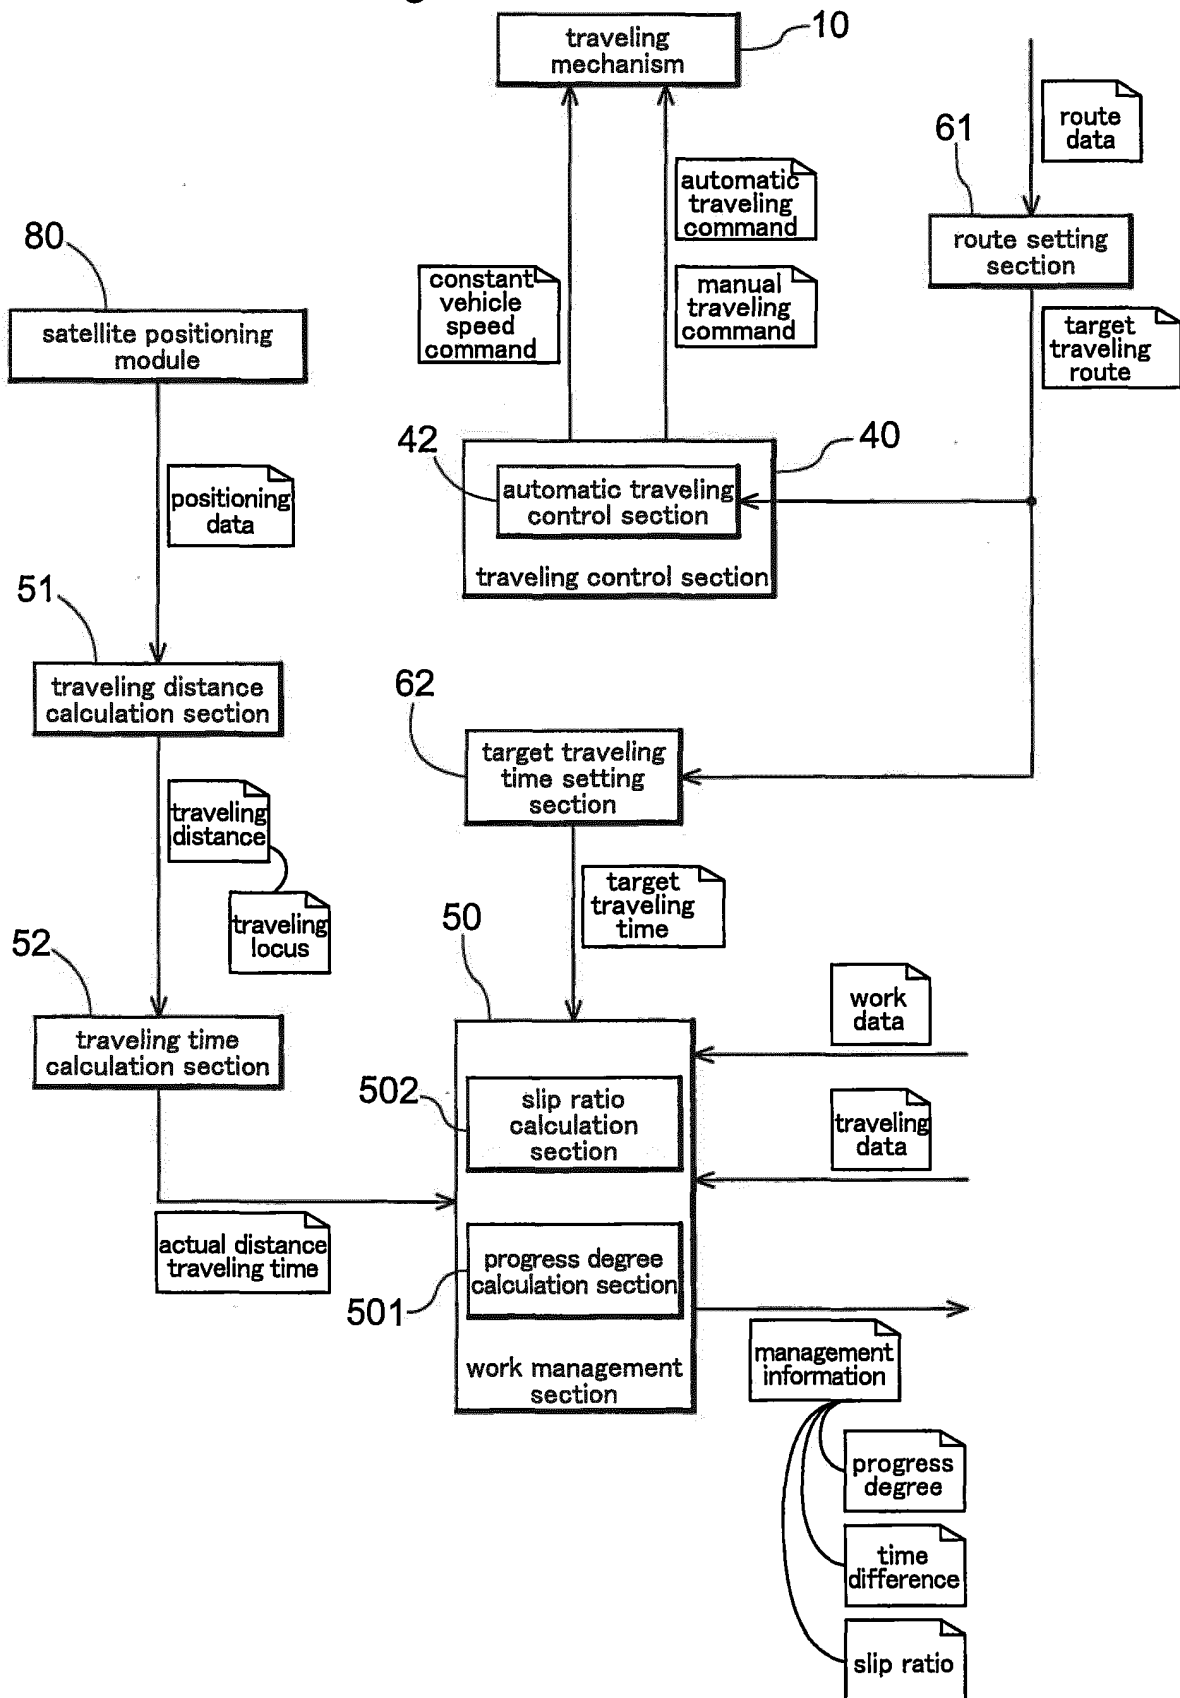 traveling
mechanism
10
route
data
61
automatic
traveling
command
80
route setting
section
constant
vehicle
speed
command
manual
traveling
command
satellite positioning
module
target
traveling
route
42
40
automatic traveling
control section
positioning
data
traveling control section
51
traveling distance
calculation section
62
target traveling
time setting
section
traveling
distance
target
traveling
time
traveling
locus
50
52
work
data
traveling time
calculation section
502
slip ratio
calculation
section
traveling
data
actual distance
traveling time
progress degree
calculation section
501
management
information
work management
section
progress
degree
time
difference
slip ratio